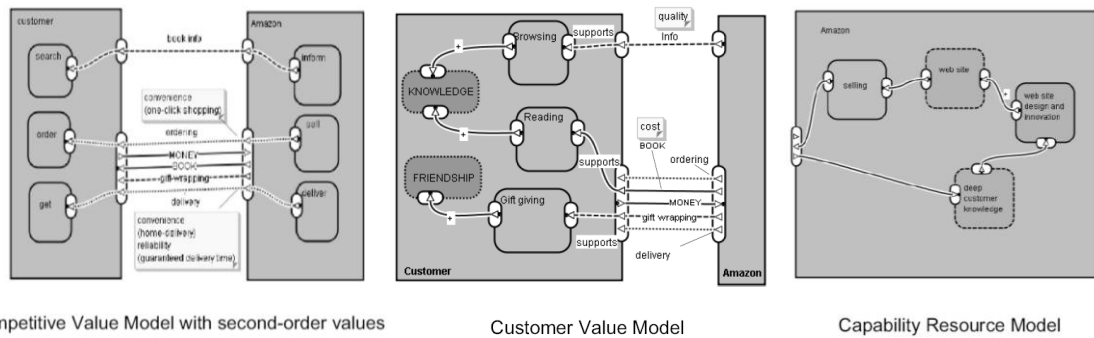 customer
Amazon
book info
search
inform
convenience
(one-click shopping)
order
ordering
sell
MONEY
BOOK
gift-wrapping
get
delivery
deliver
convenience
(home-delivery)
reliability
(guaranteed delivery time)
mpetitive Value Model with second-order values
quality
Browsing
supports
Info
+
KNOWLEDGE
Reading
+
cost
BOOK
supports
ordering
FRIENDSHIP
MONEY
Gift giving
gift wrapping
+
supports
delivery
Customer
Amazon
Customer Value Model
Amazon
selling
web site
+
web site
design and
innovation
deep
customer
knowledge
Capability Resource Model